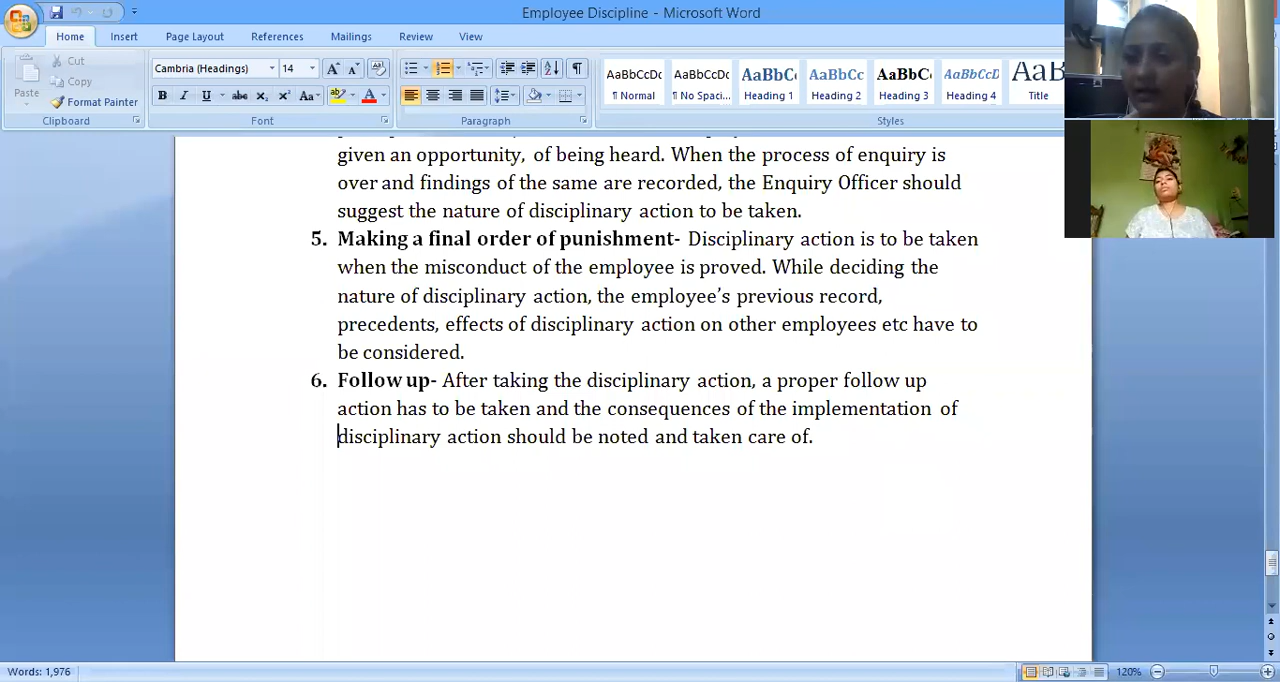 Employee Discipline - Microsoft Word
Home Insert Page Layout References Mailings Review View
Cut
Copy
Paste
Format Painter
Clipboard
Cambria (Headings) 14
Font
Paragraph
AaBbCcDc AaBbCcDc AaBbC AaBbCc AaBbCc AaBbCcD AaB
¶ Normal ¶ No Spaci... Heading 1 Heading 2 Heading 3 Heading 4 Title
Styles
given an opportunity, of being heard. When the process of enquiry is
over and findings of the same are recorded, the Enquiry Officer should
suggest the nature of disciplinary action to be taken.
5. Making a final order of punishment- Disciplinary action is to be taken
when the misconduct of the employee is proved. While deciding the
nature of disciplinary action, the employee’s previous record,
precedents, effects of disciplinary action on other employees etc have to
be considered.
6. Follow up- After taking the disciplinary action, a proper follow up
action has to be taken and the consequences of the implementation of
disciplinary action should be noted and taken care of.
Words: 1,976
120%